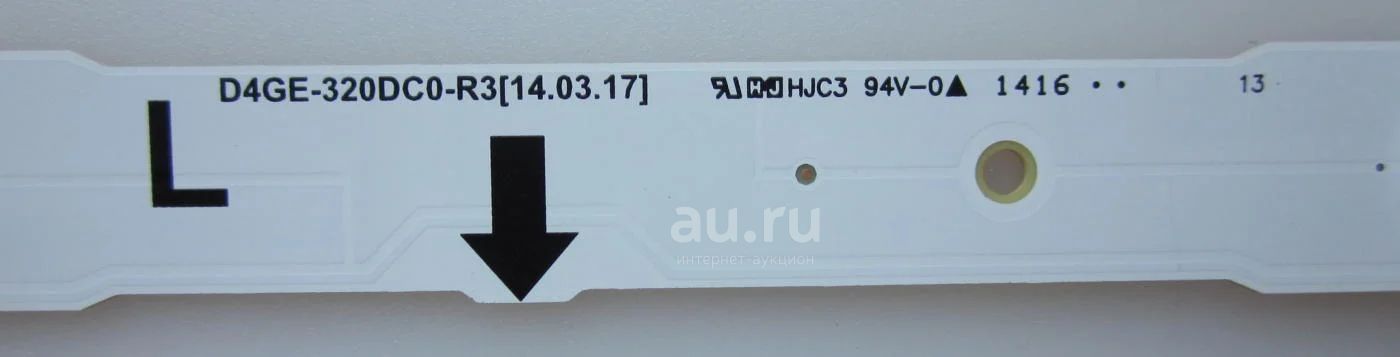 D4GE-320DC0-R3[14.03.17] HJC3 94V-0▲ 1416 • • 13
L
au.ru
интернет-аукцион